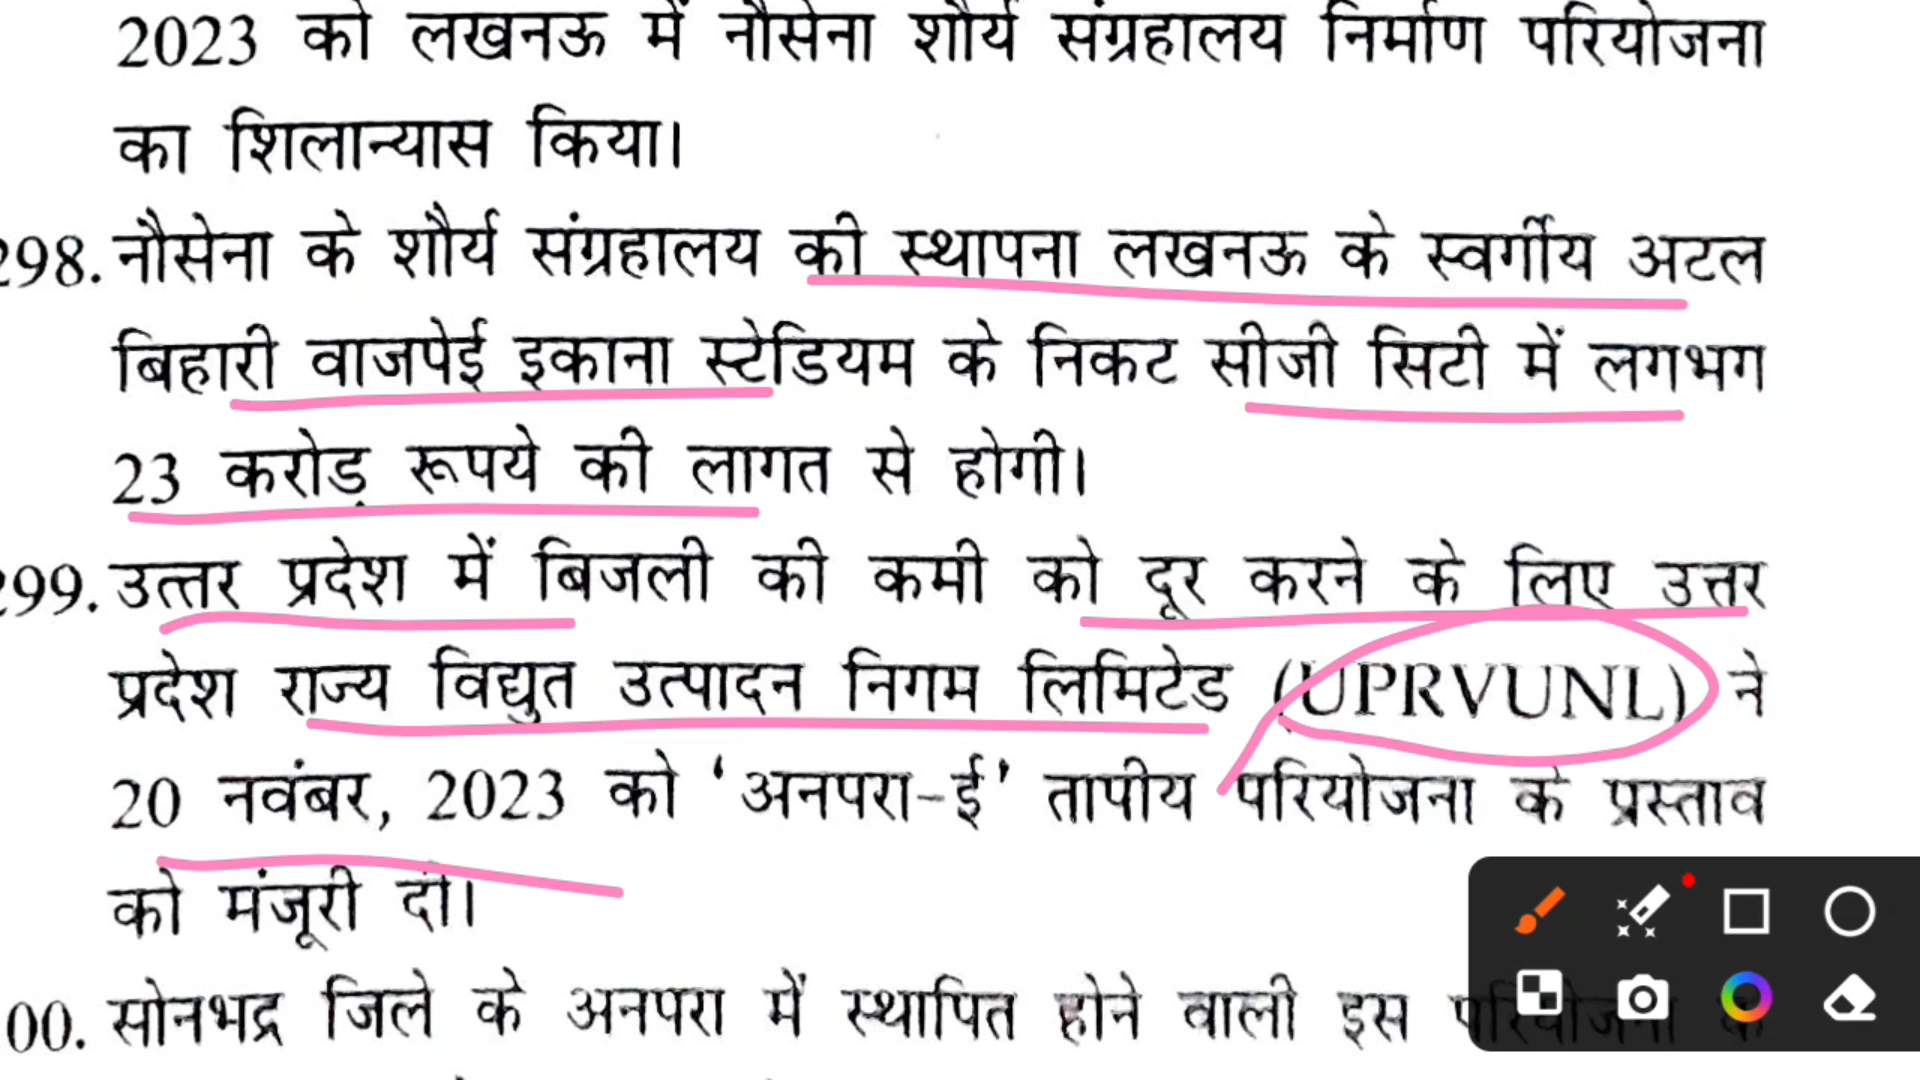 2023 को लखनऊ में नौसेना शौर्य संग्रहालय निर्माण परियोजना
का शिलान्यास किया।
298. नौसेना के शौर्य संग्रहालय की स्थापना लखनऊ के स्वर्गीय अटल
बिहारी वाजपेई इकाना स्टेडियम के निकट सीजी सिटी में लगभग
23 करोड़ रूपये की लागत से होगी।
299. उत्तर प्रदेश में बिजली की कमी को दूर करने के लिए उत्तर
प्रदेश राज्य विद्युत उत्पादन निगम लिमिटेड (UPRVUNL) ने
20 नवंबर, 2023 को ‘अनपरा-ई’ तापीय परियोजना के प्रस्ताव
को मंजूरी दी।
00. सोनभद्र जिले के अनपरा में स्थापित होने वाली इस परियोजना के